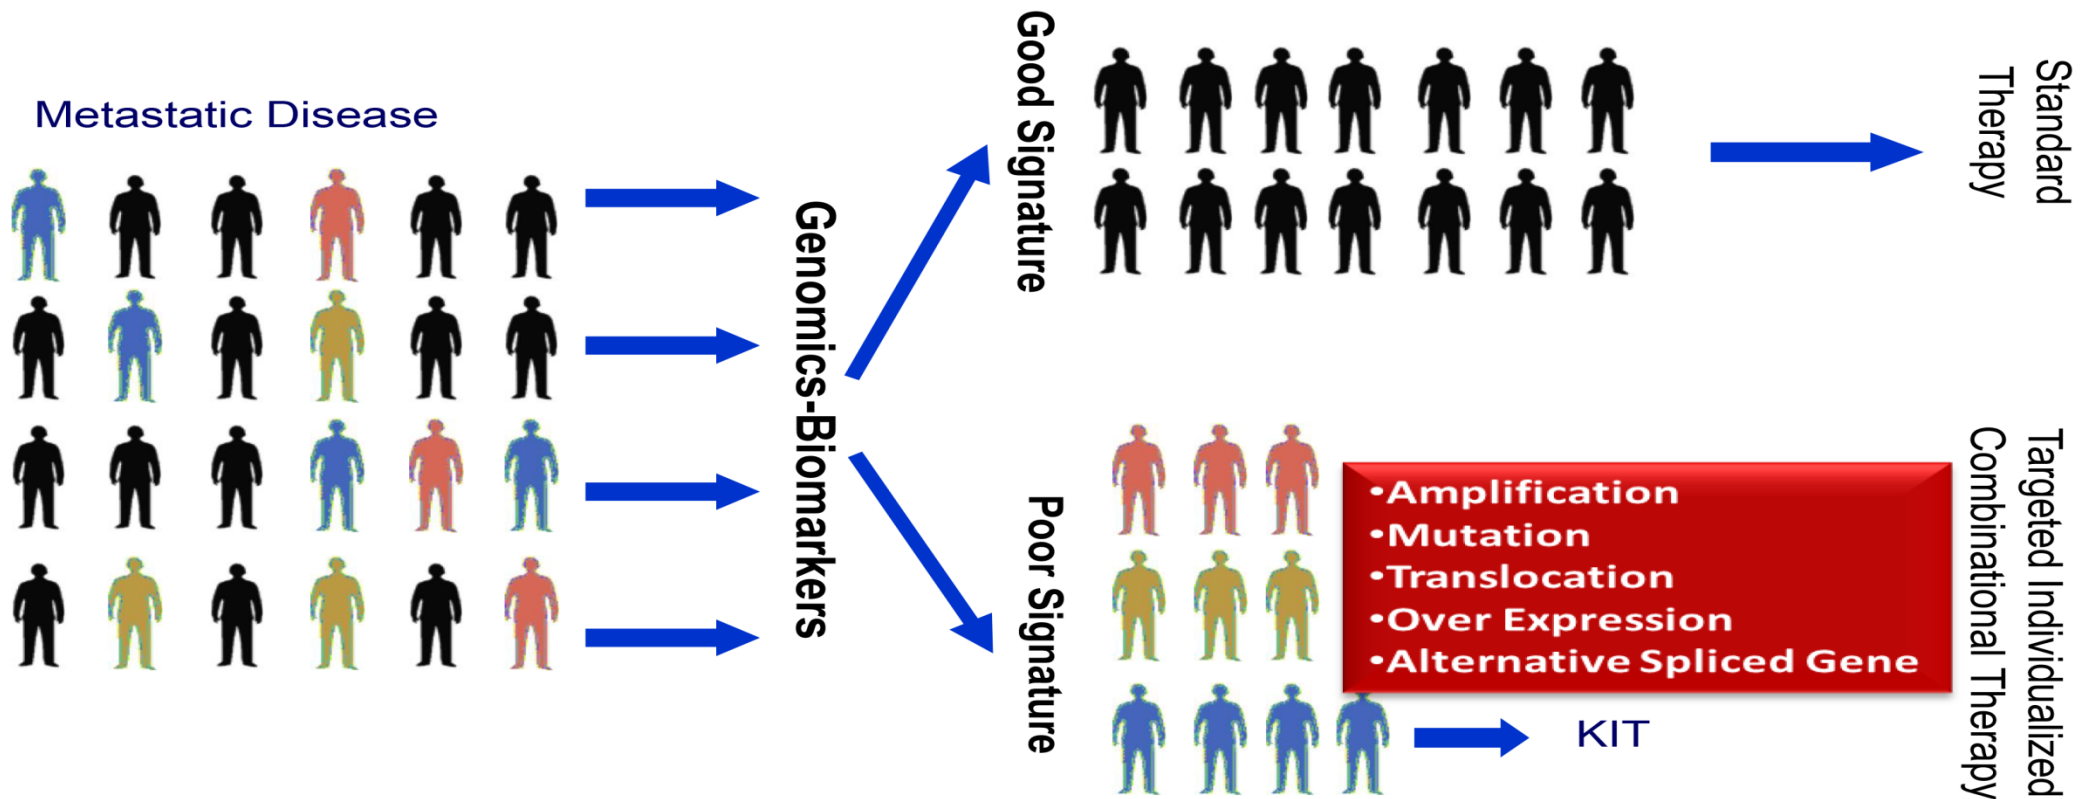 Metastatic Disease
Genomics-Biomarkers
Good Signature
Standard
Therapy
Poor Signature
•Amplification
•Mutation
•Translocation
•Over Expression
•Alternative Spliced Gene
KIT
Targeted Individualized
Combinational Therapy